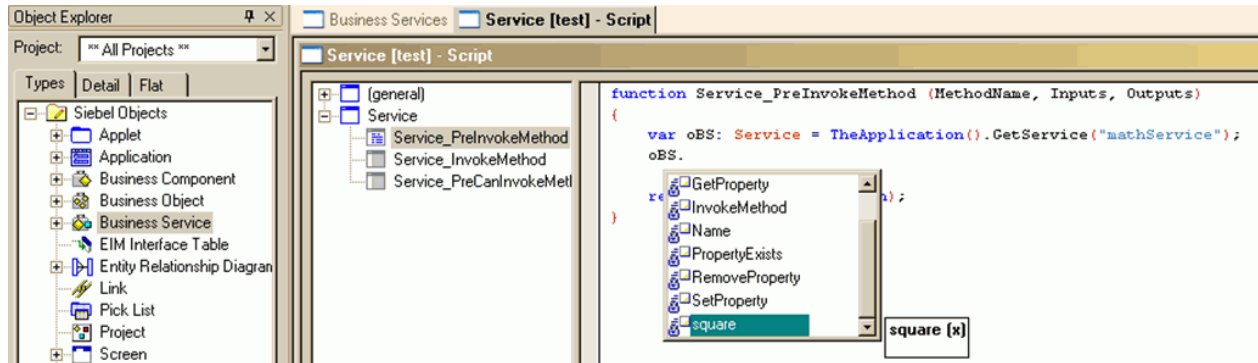 Object Explorer
Project: ** All Projects **
Types Detail Flat
Siebel Objects
Applet
Application
Business Component
Business Object
Business Service
EIM Interface Table
Entity Relationship Diagran
Link
Pick List
Project
Screen
Business Services Service [test] - Script
Service [test] - Script
(general)
Service
Service_PreInvokeMethod
Service_InvokeMethod
Service_PreCanInvokeMetl
function Service_PreInvokeMethod (MethodName, Inputs, Outputs)
{
var oBS: Service = TheApplication().GetService("mathService");
oBS.
re n);
}
GetProperty
InvokeMethod
Name
PropertyExists
RemoveProperty
SetProperty
square
square (x)